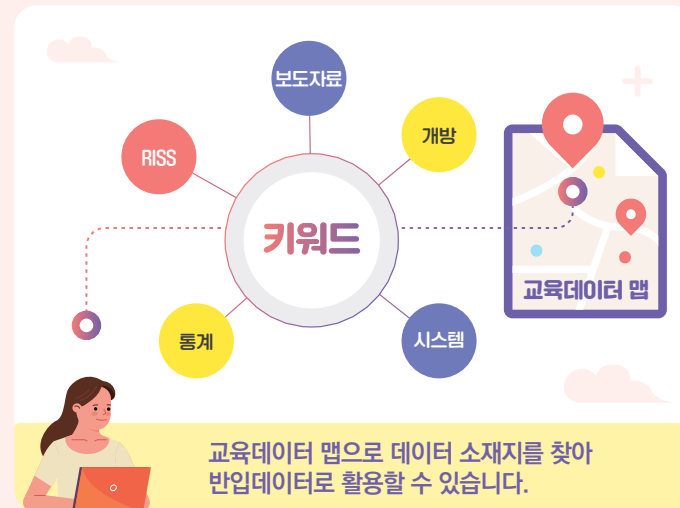 보도자료
개방
RISS
키워드
교육데이터 맵
통계
시스템
교육데이터 맵으로 데이터 소재지를 찾아
반입데이터로 활용할 수 있습니다.